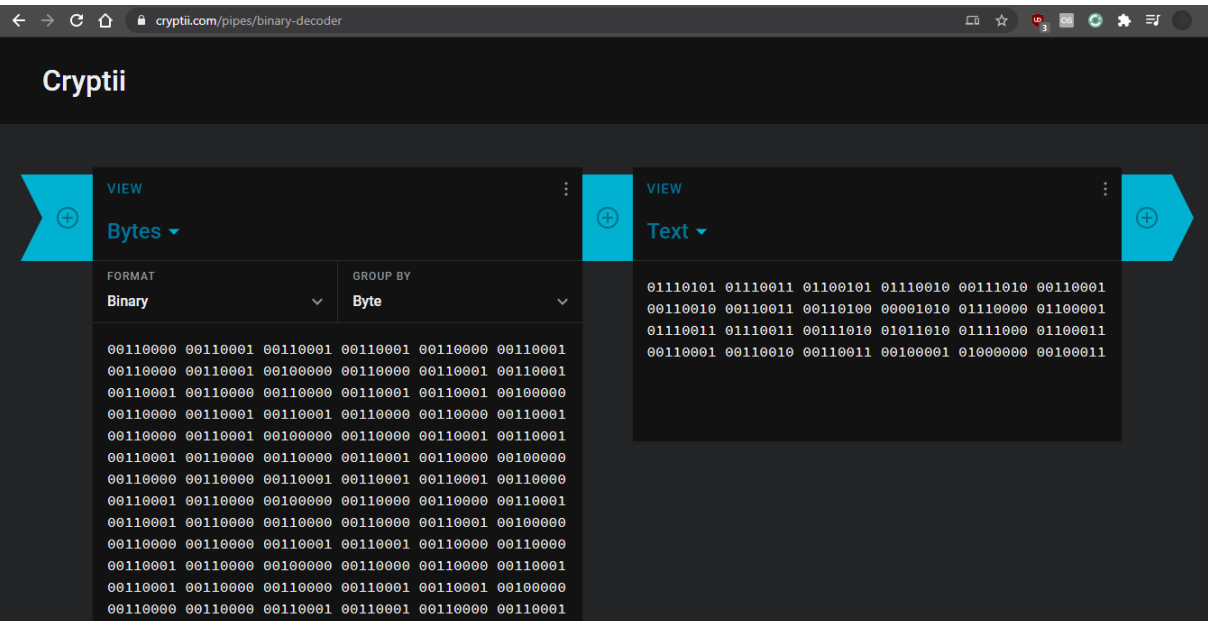 cryptii.com/pipes/binary-decoder
3
Cryptii
VIEW
Bytes
FORMAT
Binary
GROUP BY
Byte
00110000 00110001 00110001 00110001 00110000 00110001
00110000 00110001 00100000 00110000 00110001 00110001
00110001 00110000 00110000 00110001 00110001 00100000
00110000 00110001 00110001 00110000 00110000 00110001
00110000 00110001 00100000 00110000 00110001 00110001
00110001 00110000 00110000 00110001 00110000 00100000
00110000 00110000 00110001 00110001 00110001 00110000
00110001 00110000 00100000 00110000 00110000 00110001
00110001 00110000 00110000 00110000 00110001 00100000
00110000 00110000 00110001 00110001 00110000 00110000
00110001 00110000 00100000 00110000 00110000 00110001
00110001 00110000 00110000 00110001 00110001 00100000
00110000 00110000 00110001 00110001 00110000 00110001
VIEW
Text
01110101 01110011 01100101 01110010 00111010 00110001
00110010 00110011 00110100 00001010 01110000 01100001
01110011 01110011 00111010 01011010 01111000 01100011
00110001 00110010 00110011 00100001 01000000 00100011